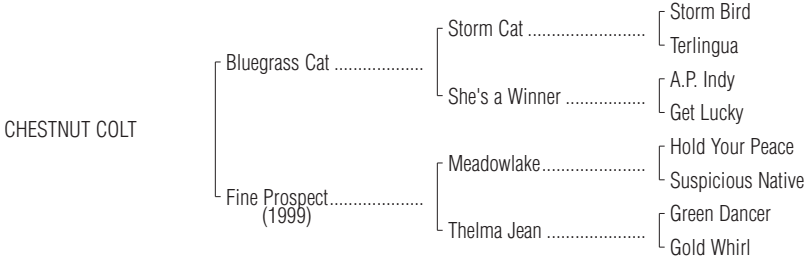 Storm Bird
Storm Cat ........................
Terlingua
Bluegrass Cat ...................
A.P. Indy
She's a Winner .................
Get Lucky
CHESTNUT COLT
Hold Your Peace
Meadowlake......................
Suspicious Native
Fine Prospect....................
(1999)
Green Dancer
Thelma Jean .....................
Gold Whirl